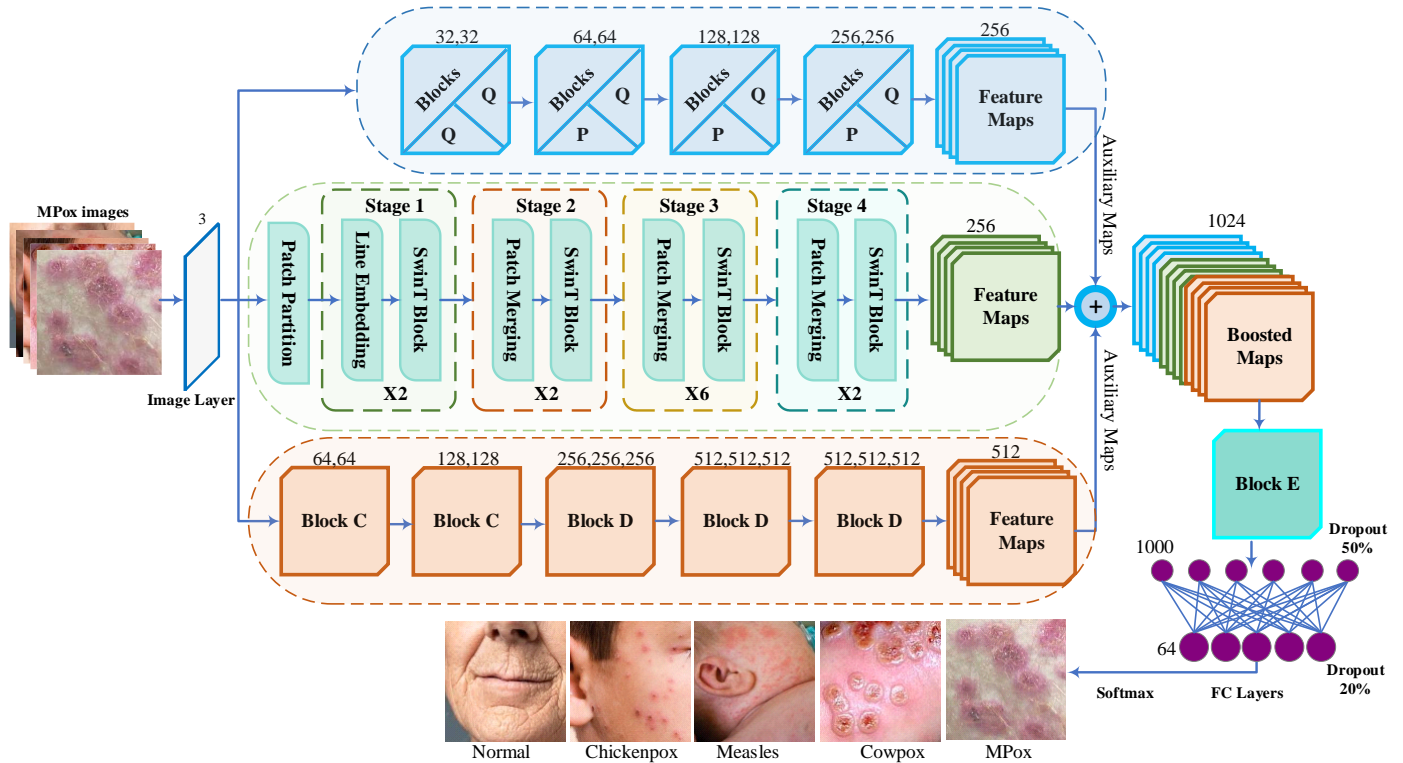 32,32
64,64
128,128
256,256
256
Blocks
Q
Q
Blocks
Q
P
Blocks
Q
P
Blocks
Q
P
Feature
Maps
Auxiliary Maps
MPox images
3
Image Layer
Patch Partition
Stage 1
Line Embedding
SwinT Block
X2
Stage 2
Patch Merging
SwinT Block
X2
Stage 3
Patch Merging
SwinT Block
X6
Stage 4
Patch Merging
SwinT Block
X2
256
Feature
Maps
+
1024
Boosted
Maps
Auxiliary Maps
64,64
128,128
256,256,256
512,512,512
512,512,512
512
Block C
Block C
Block D
Block D
Block D
Feature
Maps
Block E
Dropout
50%
1000
64
Dropout
20%
Softmax
FC Layers
Normal
Chickenpox
Measles
Cowpox
MPox